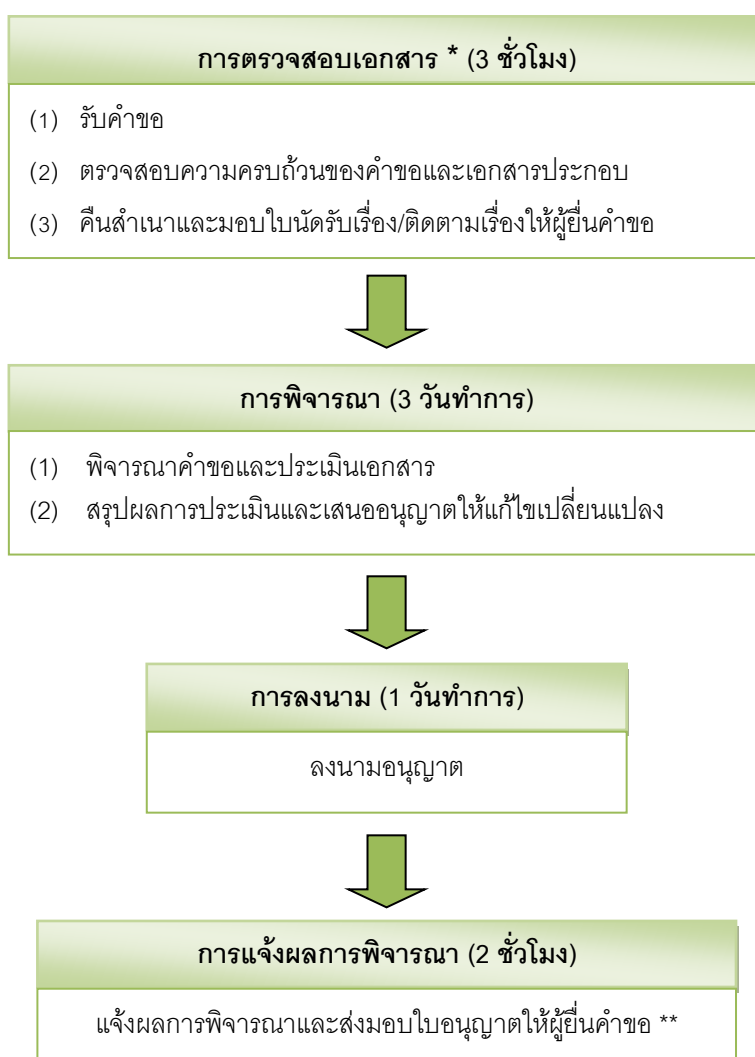 การตรวจสอบเอกสาร * (3 ชั่วโมง)
(1) รับคำขอ
(2) ตรวจสอบความครบถ้วนของคำขอและเอกสารประกอบ
(3) คืนสำเนาและมอบใบนัดรับเรื่อง/ติดตามเรื่องให้ผู้ยื่นคำขอ
การพิจารณา (3 วันทำการ)
(1) พิจารณาคำขอและประเมินเอกสาร
(2) สรุปผลการประเมินและเสนออนุญาตให้แก้ไขเปลี่ยนแปลง
การลงนาม (1 วันทำการ)
ลงนามอนุญาต
การแจ้งผลการพิจารณา (2 ชั่วโมง)
แจ้งผลการพิจารณาและส่งมอบใบอนุญาตให้ผู้ยื่นคำขอ **